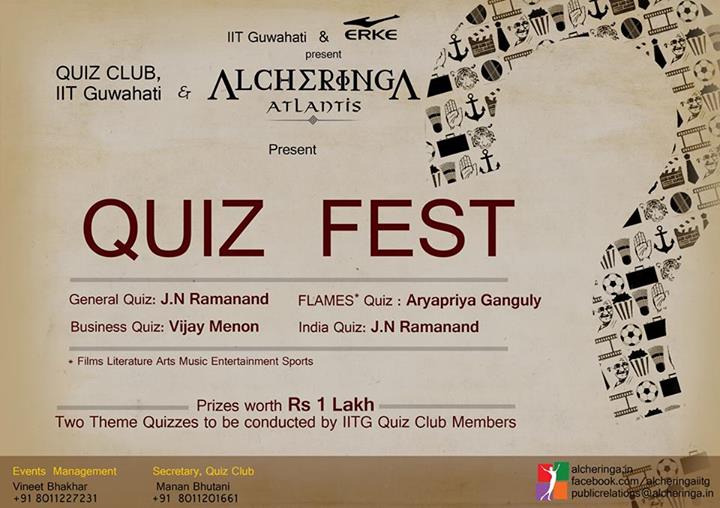 IIT Guwahati & ERKE
present
QUIZ CLUB,
IIT Guwahati & ALCHERINGA
ATLANTIS
Present
QUIZ FEST
General Quiz: J.N Ramanand FLAMES* Quiz : Aryapriya Ganguly
Business Quiz: Vijay Menon India Quiz: J.N Ramanand
* Films Literature Arts Music Entertainment Sports
Prizes worth Rs 1 Lakh
Two Theme Quizzes to be conducted by IITG Quiz Club Members
Events Management Secretary, Quiz Club
Vineet Bhakhar Manan Bhutani
+91 8011227231 +91 8011201661
alcheringa.in
facebook.com/alcheringaiitg
publicrelations@alcheringa.in